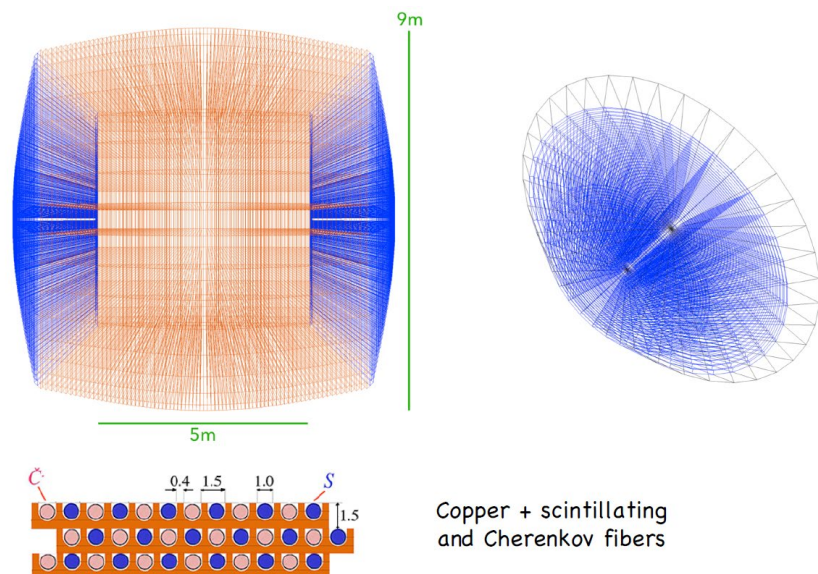 9m
5m
C
S
0.4
1.5
1.0
1.5
Copper + scintillating
and Cherenkov fibers